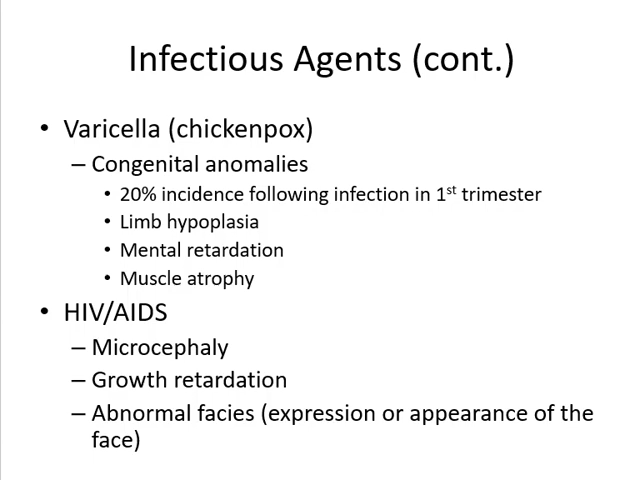 Infectious Agents (cont.)
• Varicella (chickenpox)
– Congenital anomalies
• 20% incidence following infection in 1st trimester
• Limb hypoplasia
• Mental retardation
• Muscle atrophy
• HIV/AIDS
– Microcephaly
– Growth retardation
– Abnormal facies (expression or appearance of the
face)